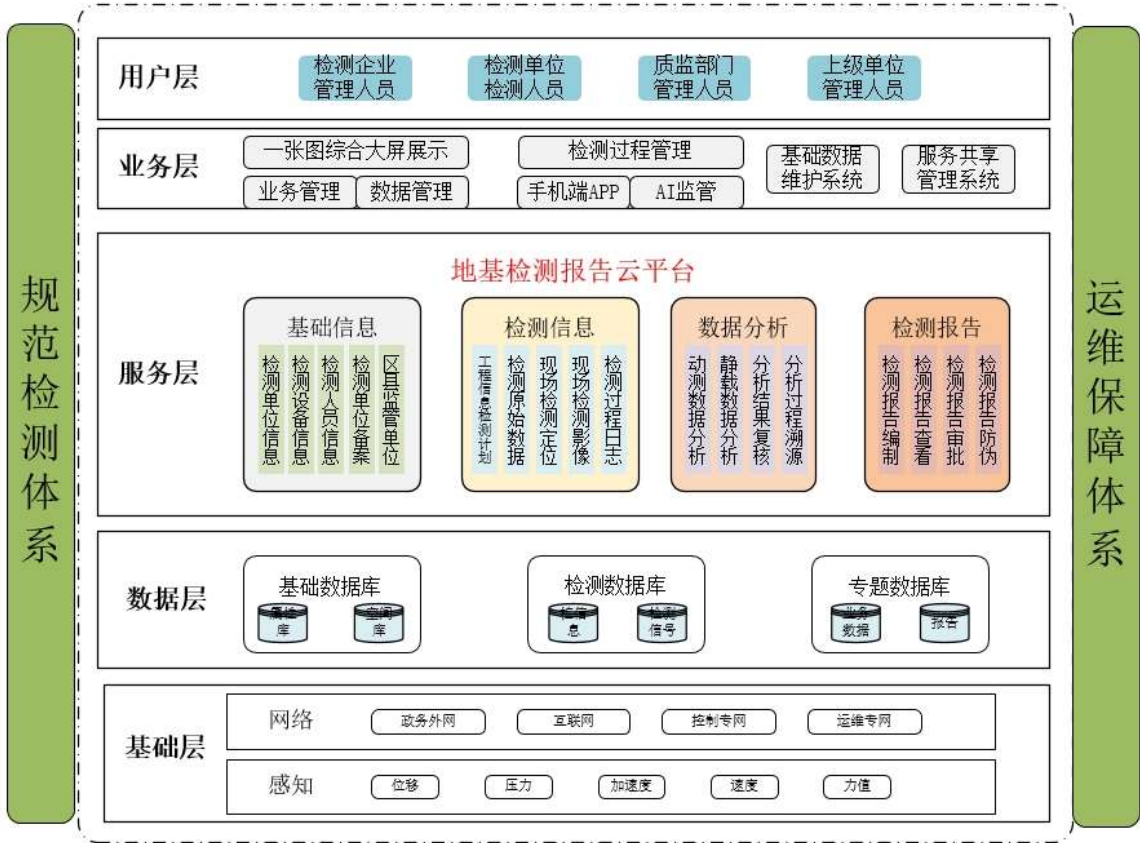 规范检测体系
用户层
检测企业
管理人员
检测单位
检测人员
质监部门
管理人员
上级单位
管理人员
业务层
一张图综合大屏展示
业务管理
数据管理
检测过程管理
手机端APP
AI监管
基础数据
维护系统
服务共享
管理系统
服务层
地基检测报告云平台
基础信息
检测单位信息
检测设备信息
检测人员信息
检测单位备案
区县监管单位
检测信息
工程信息检测计划
检测原始数据
现场检测定位
现场检测影像
检测过程日志
数据分析
动测数据分析
静载数据分析
分析结果复核
分析过程溯源
检测报告
检测报告编制
检测报告查看
检测报告审批
检测报告防伪
数据层
基础数据库
属性
库
空间
库
检测数据库
桩信
息
检测
信号
专题数据库
业务
数据
报告
基础层
网络
政务外网
互联网
控制专网
运维专网
感知
位移
压力
加速度
速度
力值
运维保障体系